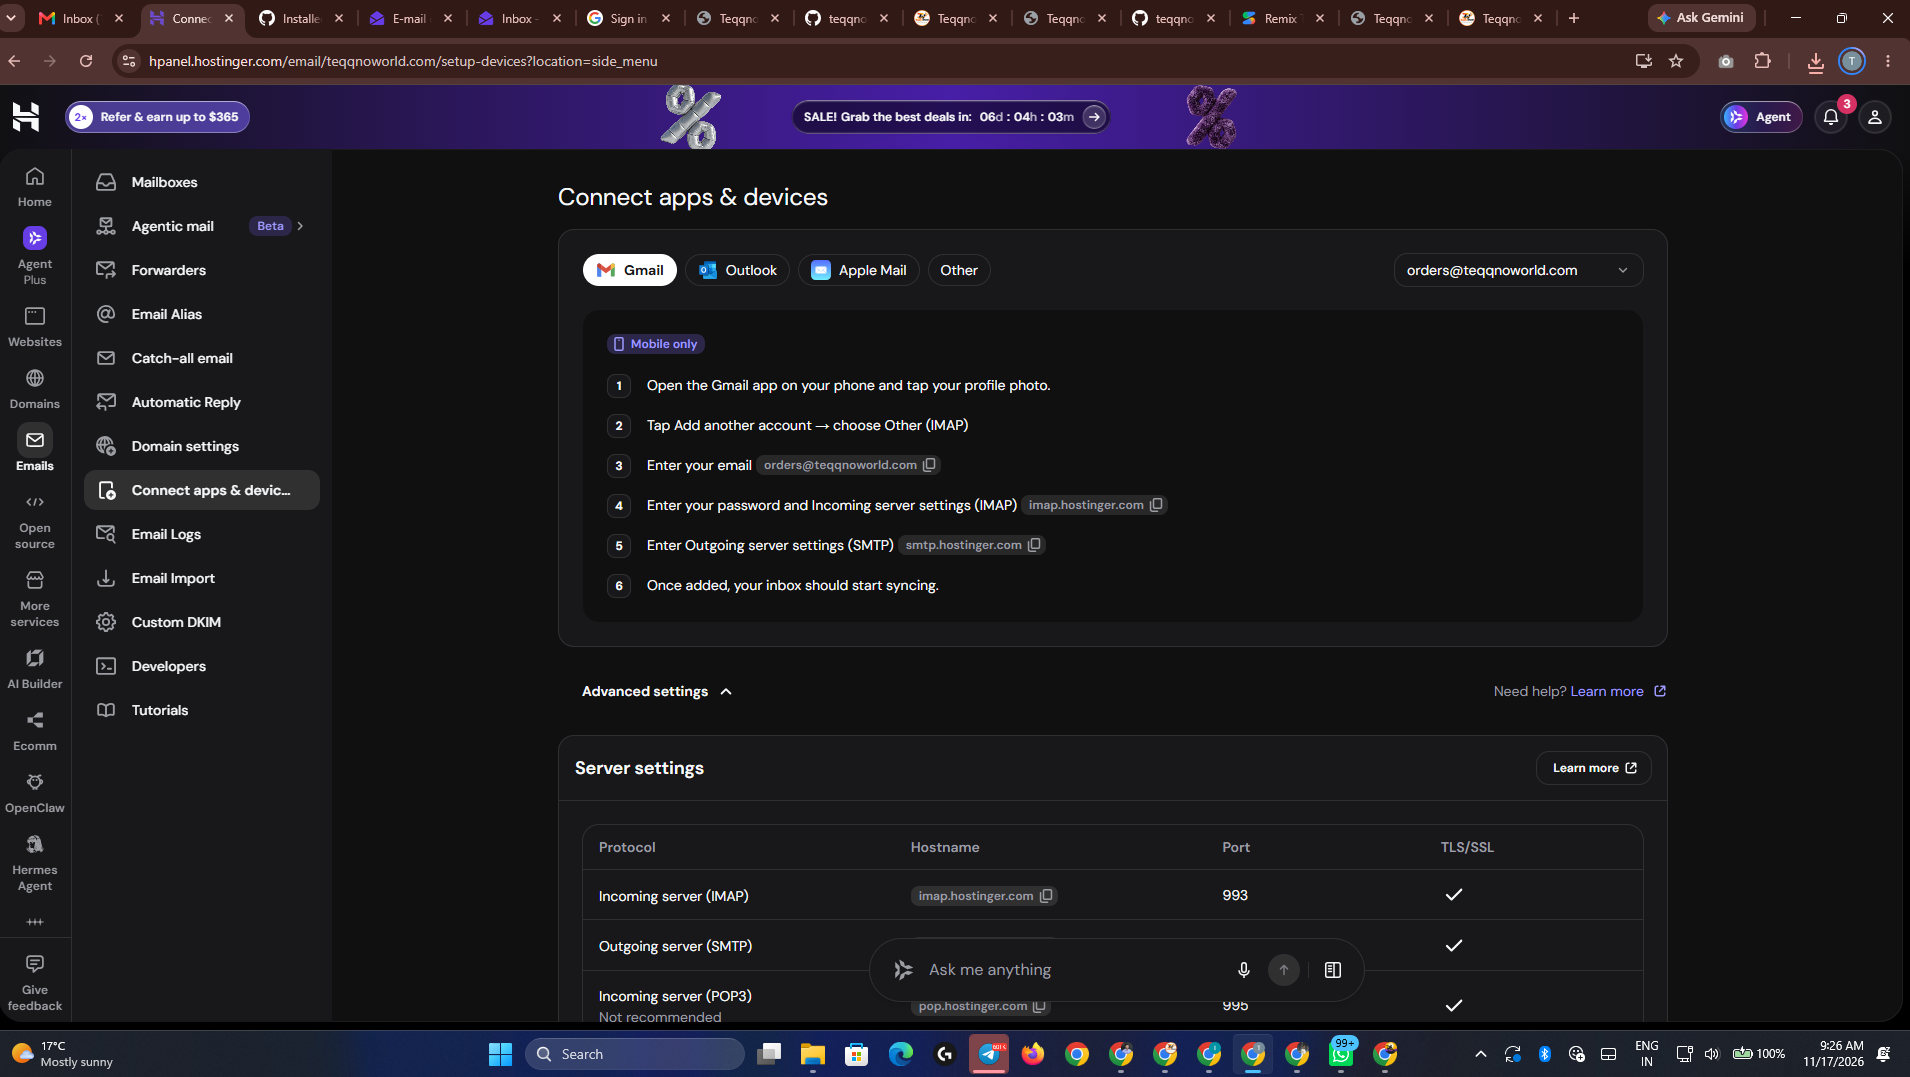 Inbox (
Connec
Installe
E-mail
Inbox -
Sign in
Teqqno
teqqno
Teqqno
Teqqno
teqqno
Remix T
Teqqno
Teqqno
Ask Gemini
hpanel.hostinger.com/email/teqqnoworld.com/setup-devices?location=side_menu
T
2× Refer & earn up to $365
SALE! Grab the best deals in: 06d : 04h : 03m
Agent
3
Home
Agent Plus
Websites
Domains
Emails
Open source
More services
AI Builder
Ecomm
OpenClaw
Hermes Agent
Give feedback
Mailboxes
Agentic mail Beta
Forwarders
Email Alias
Catch-all email
Automatic Reply
Domain settings
Connect apps & devic...
Email Logs
Email Import
Custom DKIM
Developers
Tutorials
Connect apps & devices
Gmail Outlook Apple Mail Other
orders@teqqnoworld.com
Mobile only
1 Open the Gmail app on your phone and tap your profile photo.
2 Tap Add another account → choose Other (IMAP)
3 Enter your email orders@teqqnoworld.com
4 Enter your password and Incoming server settings (IMAP) imap.hostinger.com
5 Enter Outgoing server settings (SMTP) smtp.hostinger.com
6 Once added, your inbox should start syncing.
Advanced settings
Need help? Learn more
Server settings
Learn more
Protocol Hostname Port TLS/SSL
Incoming server (IMAP) imap.hostinger.com 993
Outgoing server (SMTP)
Ask me anything
Incoming server (POP3) pop.hostinger.com 995
Not recommended
17°C
Mostly sunny
Search
99+
ENG
IN
100%
9:26 AM
11/17/2026